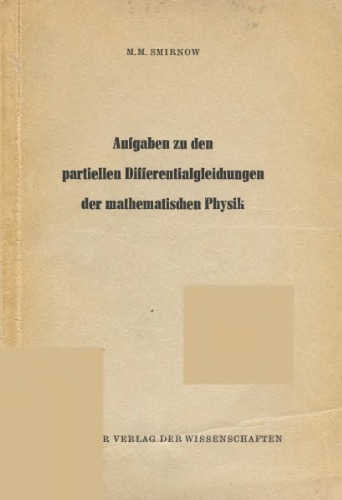 M. M. SMIRNOW
Aufgaben zu den
partiellen Differentialgleichungen
der mathematischen Physik
R VERLAG DER WISSENSCHAFTEN